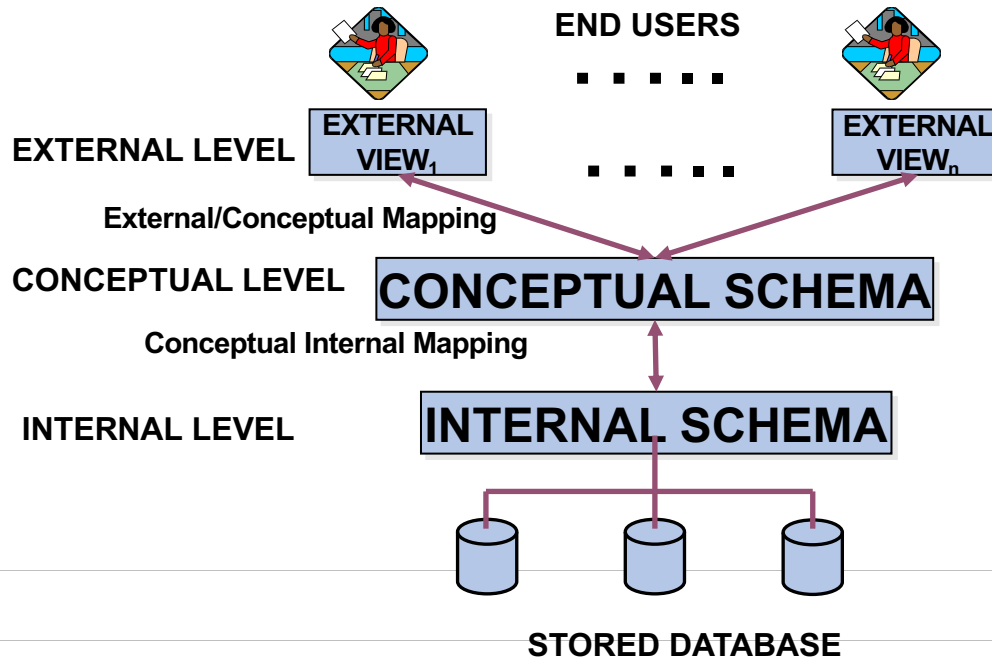 END USERS
EXTERNAL
VIEW1
EXTERNAL
VIEWn
EXTERNAL LEVEL
External/Conceptual Mapping
CONCEPTUAL LEVEL
CONCEPTUAL SCHEMA
Conceptual Internal Mapping
INTERNAL LEVEL
INTERNAL SCHEMA
STORED DATABASE